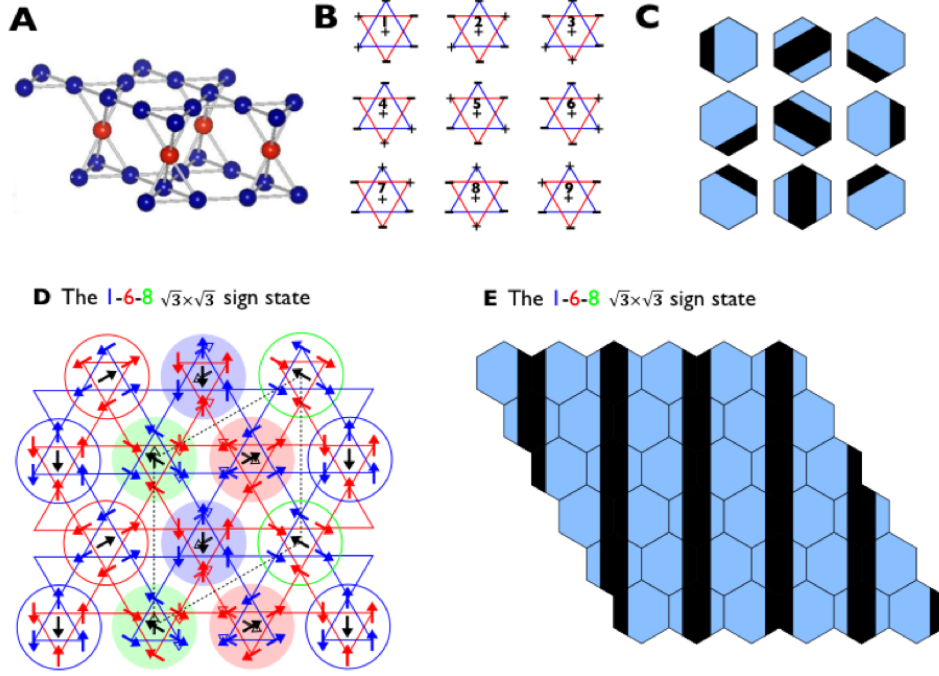 A
B
C
1 2 3
4 5 6
7 8 9
D The 1-6-8 √3×√3 sign state
E The 1-6-8 √3×√3 sign state